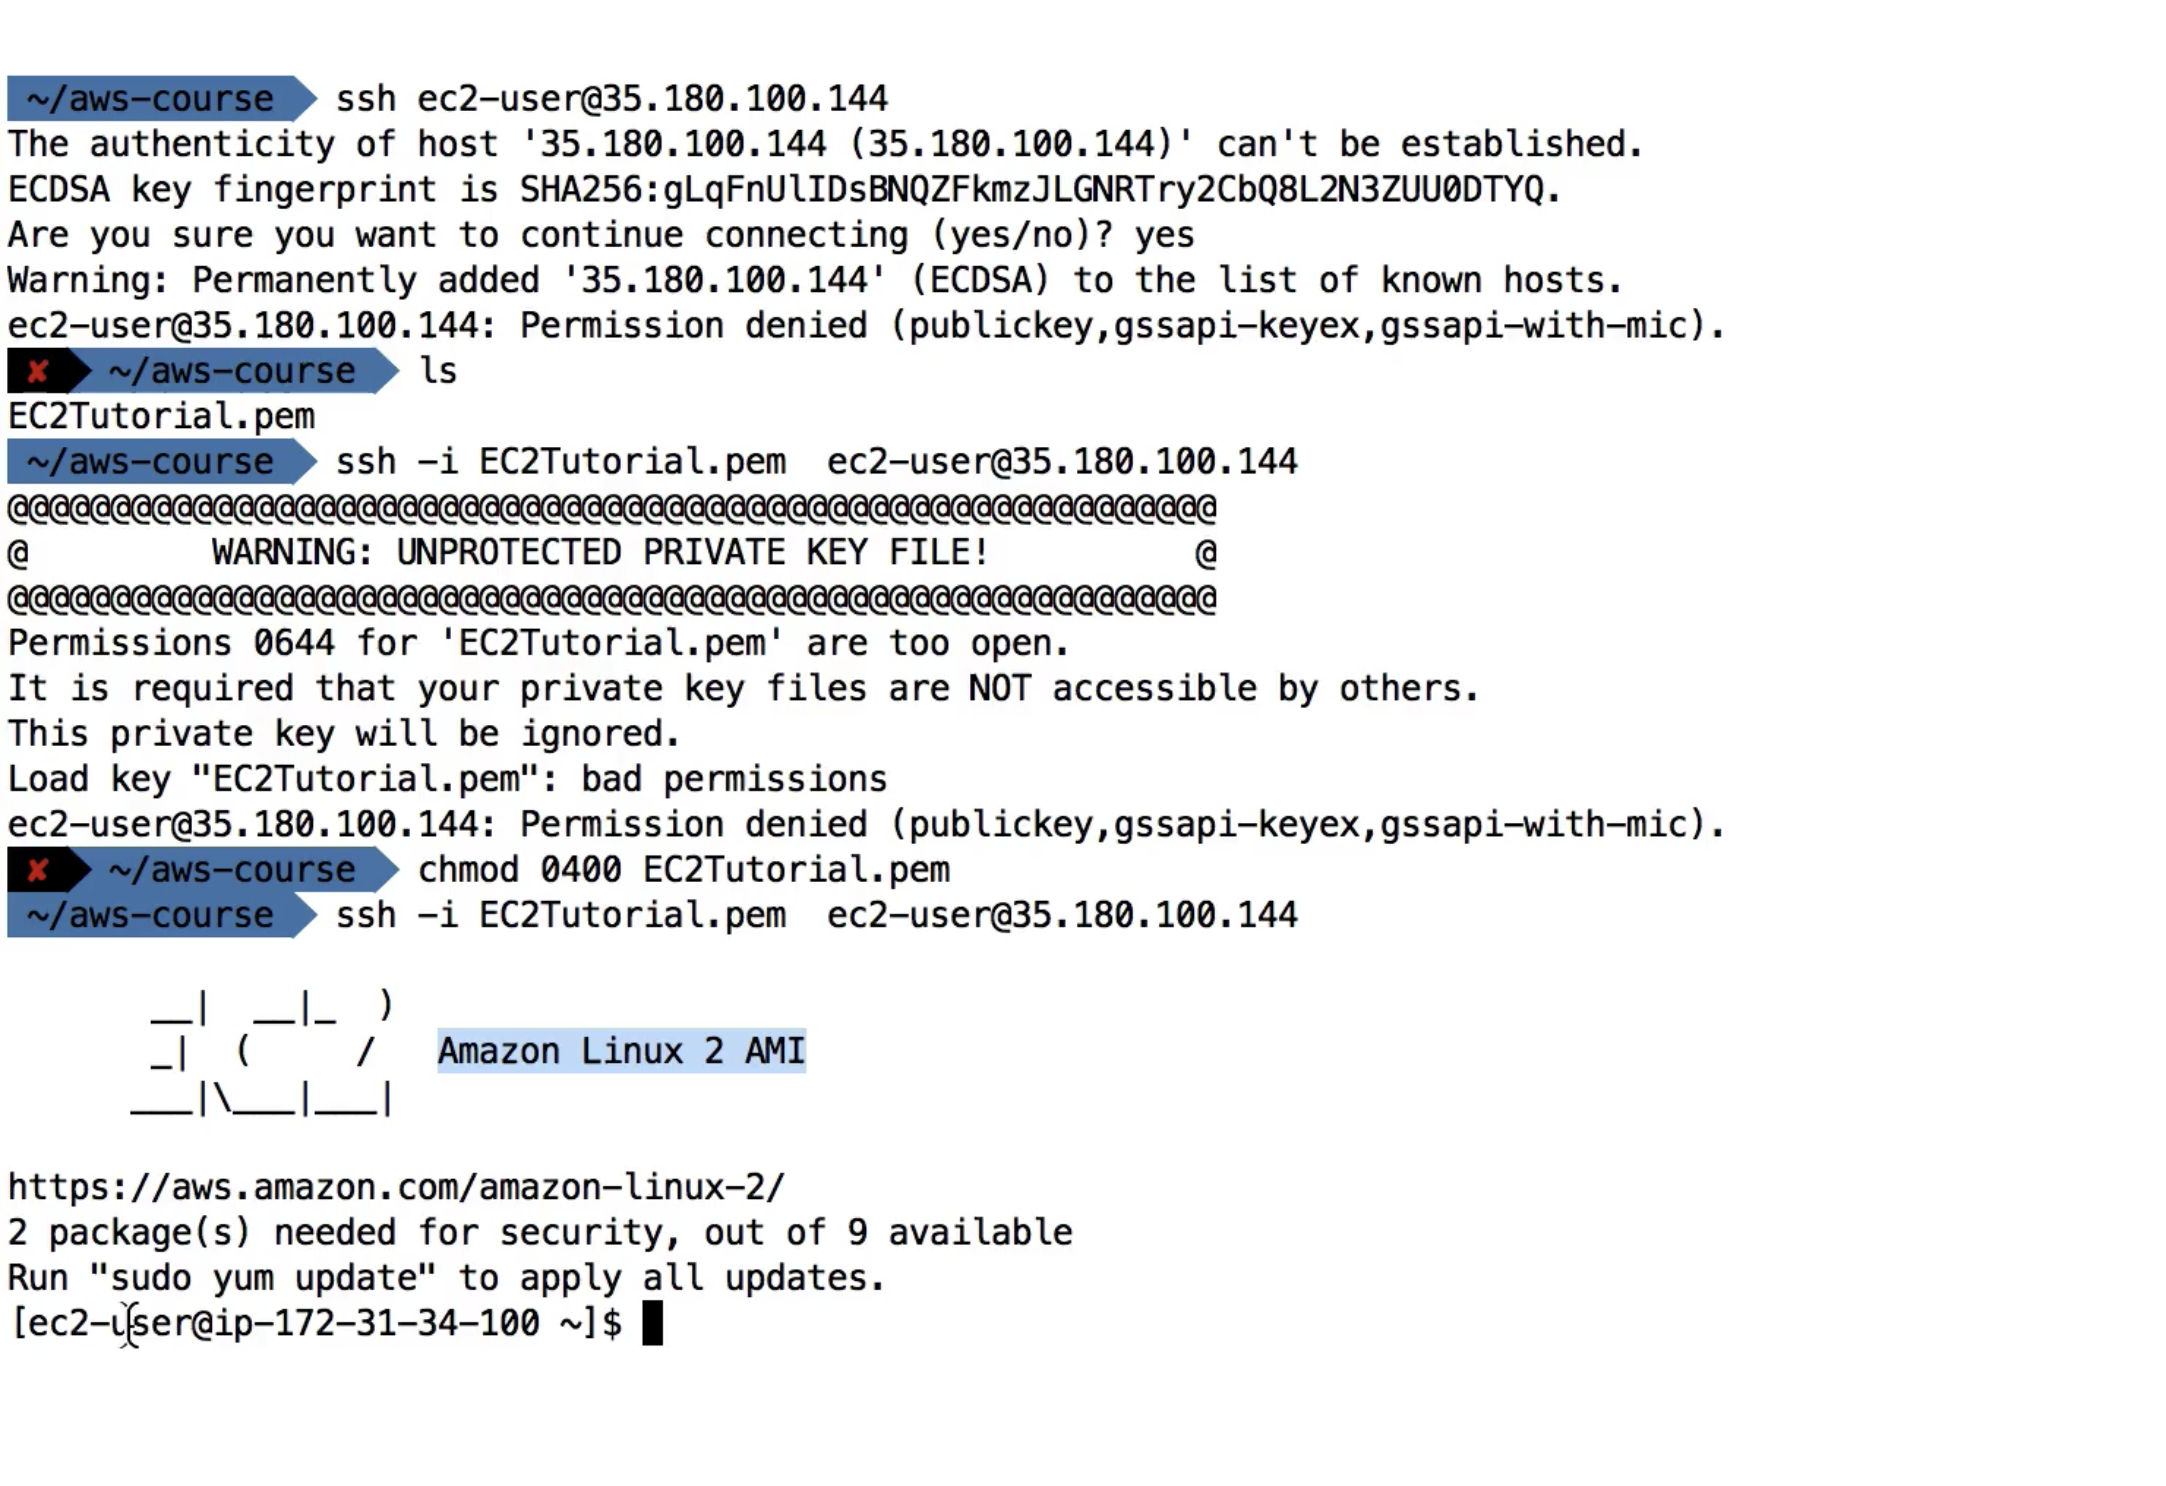 ~/aws-course ssh ec2-user@35.180.100.144
The authenticity of host '35.180.100.144 (35.180.100.144)' can't be established.
ECDSA key fingerprint is SHA256:gLqFnUlIDsBNQZFkmzJLGNRTry2CbQ8L2N3ZUU0DTYQ.
Are you sure you want to continue connecting (yes/no)? yes
Warning: Permanently added '35.180.100.144' (ECDSA) to the list of known hosts.
ec2-user@35.180.100.144: Permission denied (publickey,gssapi-keyex,gssapi-with-mic).
✘ ~/aws-course ls
EC2Tutorial.pem
~/aws-course ssh -i EC2Tutorial.pem  ec2-user@35.180.100.144
@@@@@@@@@@@@@@@@@@@@@@@@@@@@@@@@@@@@@@@@@@@@@@@@@@@@@@@@@@@
@         WARNING: UNPROTECTED PRIVATE KEY FILE!          @
@@@@@@@@@@@@@@@@@@@@@@@@@@@@@@@@@@@@@@@@@@@@@@@@@@@@@@@@@@@
Permissions 0644 for 'EC2Tutorial.pem' are too open.
It is required that your private key files are NOT accessible by others.
This private key will be ignored.
Load key "EC2Tutorial.pem": bad permissions
ec2-user@35.180.100.144: Permission denied (publickey,gssapi-keyex,gssapi-with-mic).
✘ ~/aws-course chmod 0400 EC2Tutorial.pem
~/aws-course ssh -i EC2Tutorial.pem  ec2-user@35.180.100.144
       __|  __|_  )
       _|  (     /   Amazon Linux 2 AMI
      ___|\___|___|
https://aws.amazon.com/amazon-linux-2/
2 package(s) needed for security, out of 9 available
Run "sudo yum update" to apply all updates.
[ec2-user@ip-172-31-34-100 ~]$